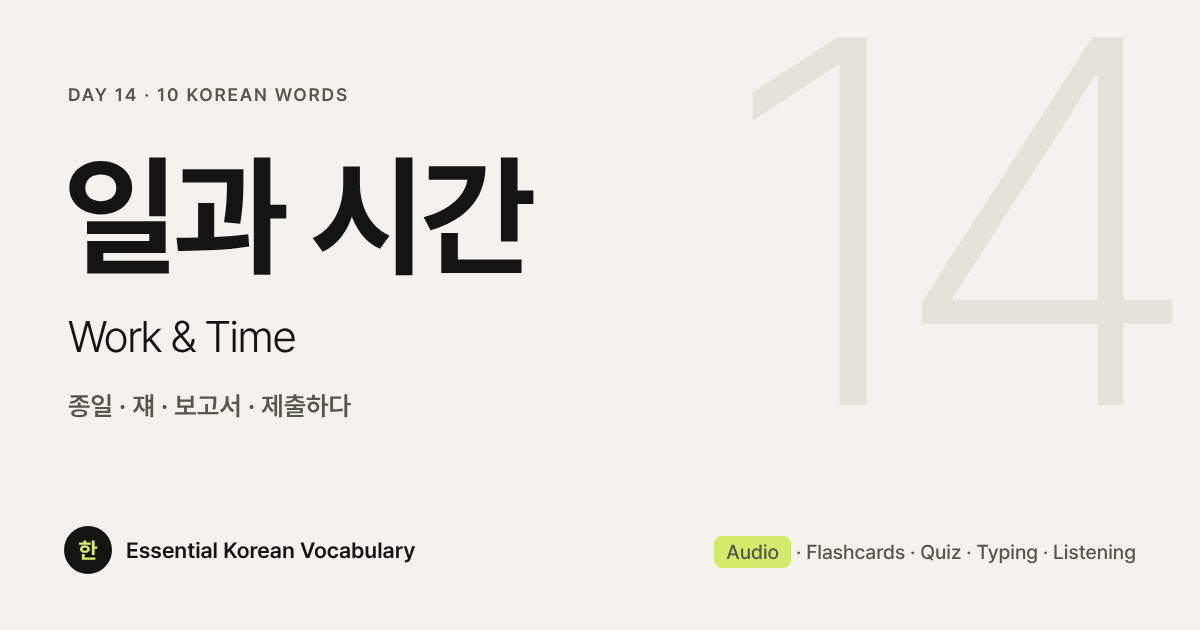 DAY 14 · 10 KOREAN WORDS
14
일과 시간
Work & Time
종일 · 쟤 · 보고서 · 제출하다
한 Essential Korean Vocabulary
Audio · Flashcards · Quiz · Typing · Listening